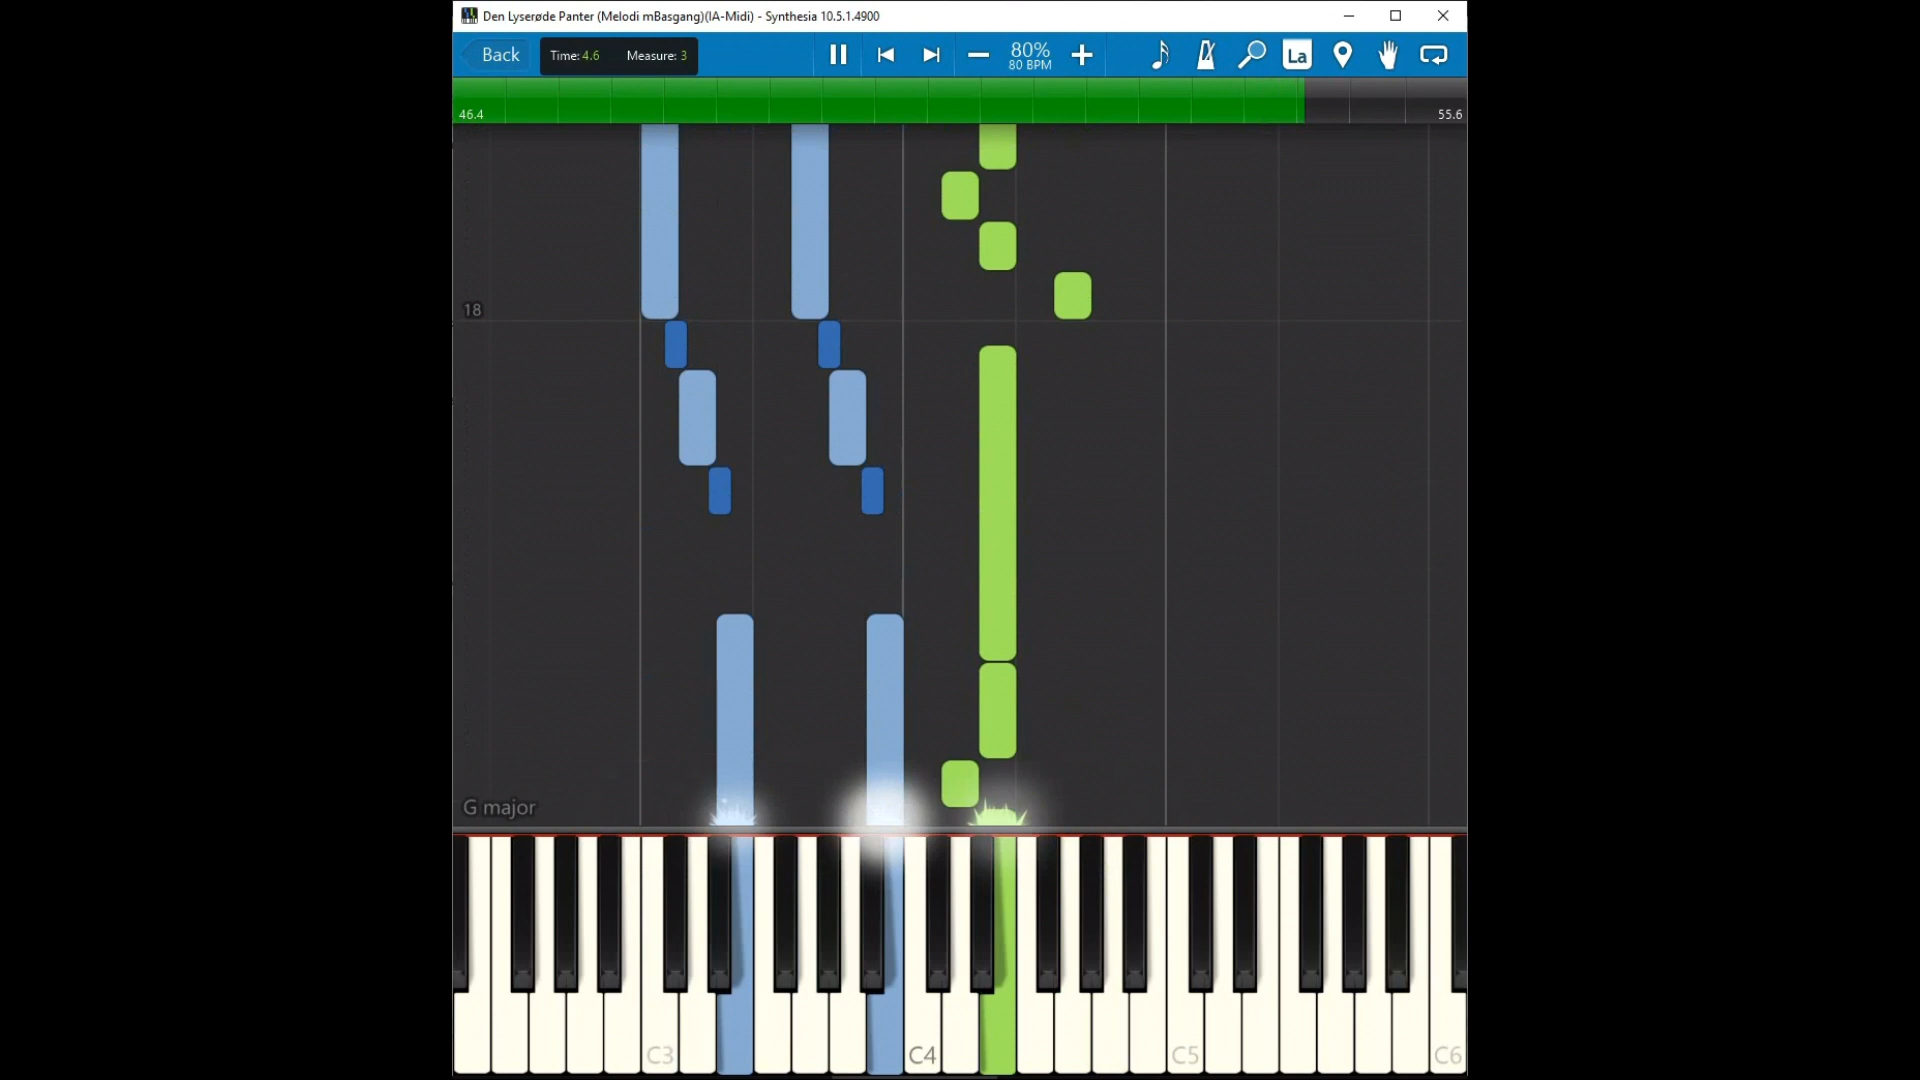 Den Lyserøde Panter (Melodi mBasgang)(IA-Midi) - Synthesia 10.5.1.4900
Back
Time: 4.6 Measure: 3
80%
80 BPM
La
46.4
55.6
18
G major
C3
C4
C5
C6